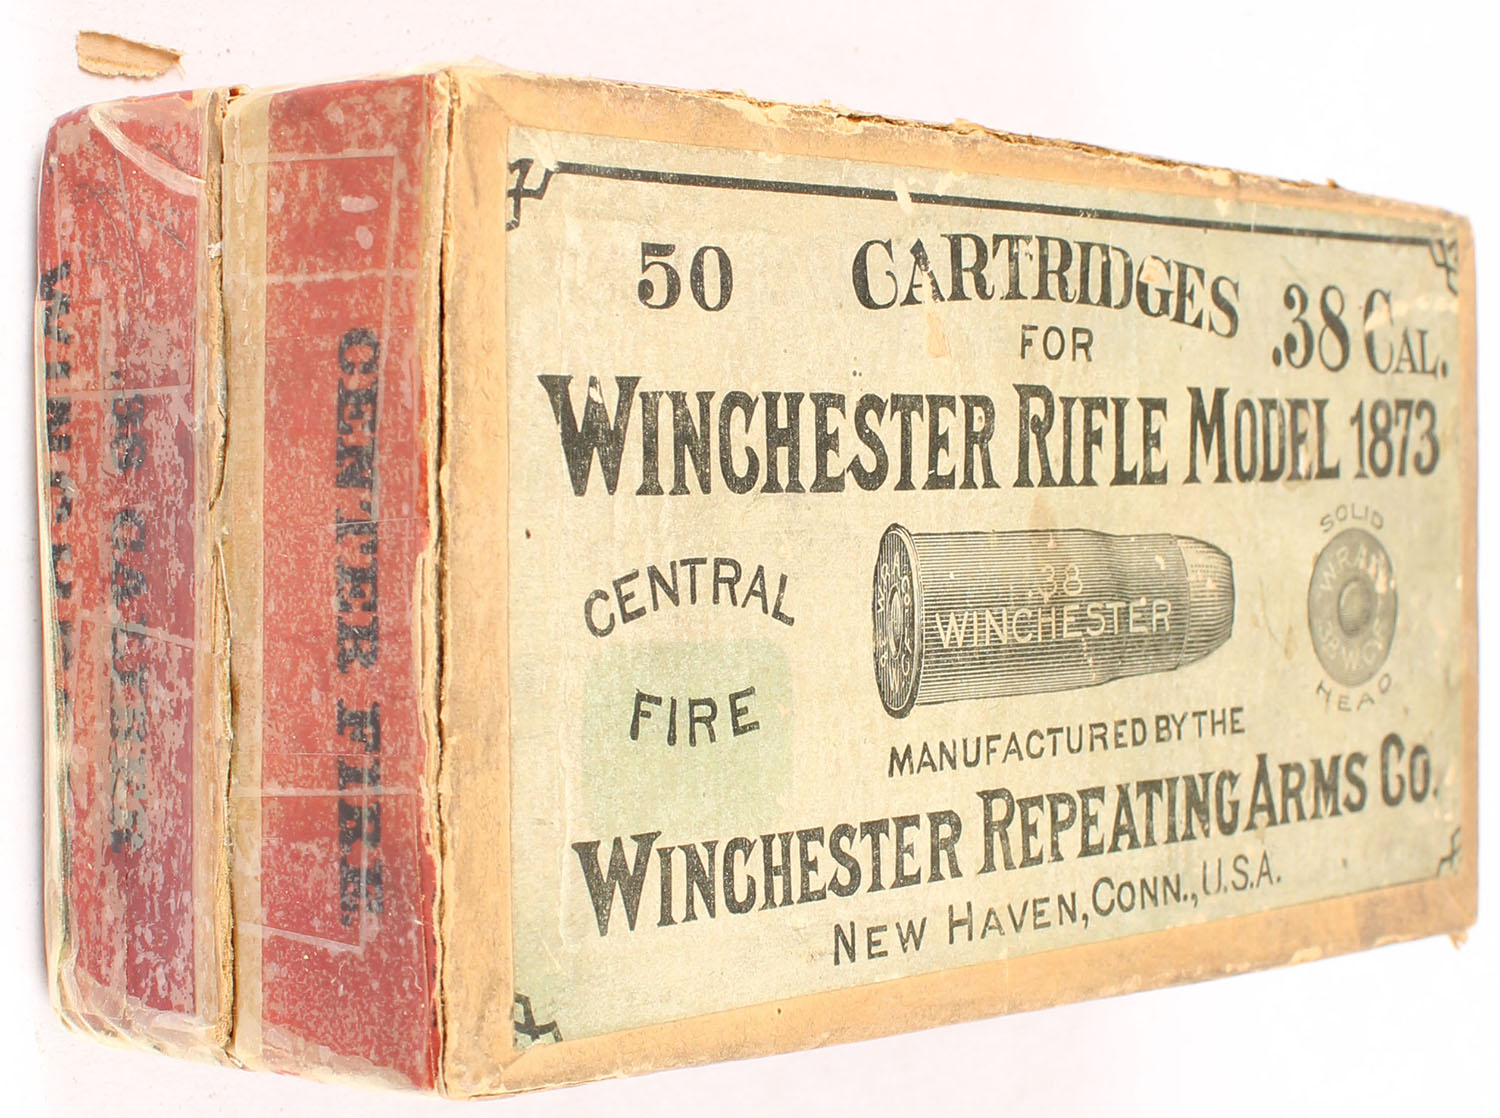 50 CARTRIDGES .38 CAL.
FOR
WINCHESTER RIFLE MODEL 1873
CENTRAL
FIRE
.38
WINCHESTER
SOLID
W.R.A.
.38 W.C.F.
HEAD
MANUFACTURED BY THE
WINCHESTER REPEATING ARMS CO.
NEW HAVEN, CONN., U.S.A.
CENTER FIRE.